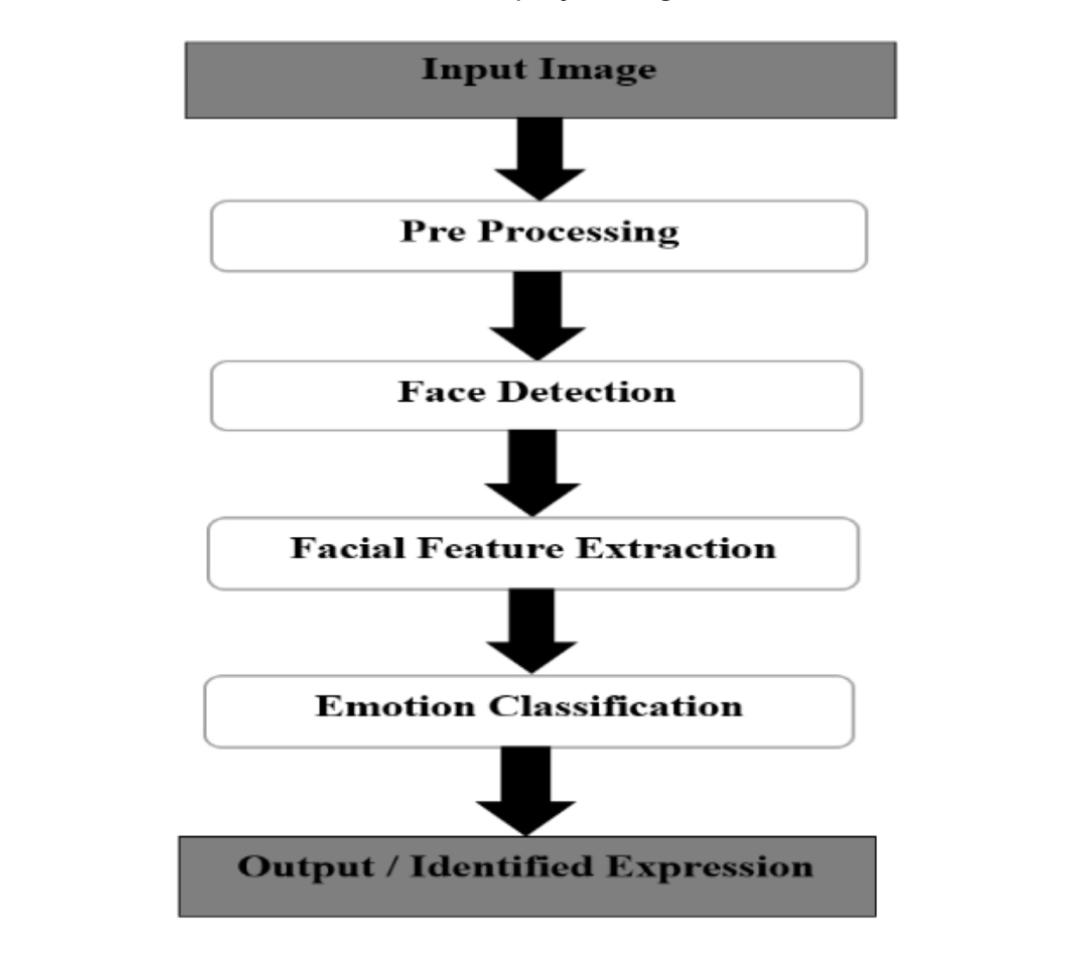 Input Image
Pre Processing
Face Detection
Facial Feature Extraction
Emotion Classification
Output / Identified Expression